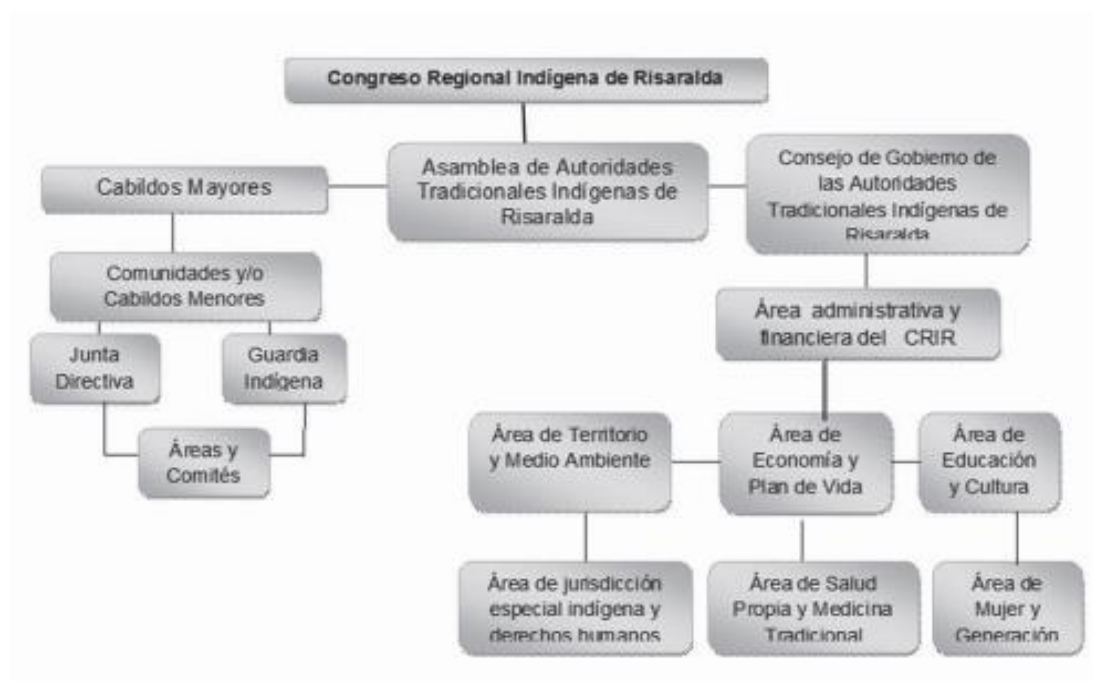 Congreso Regional Indígena de Risaralda
Asamblea de Autoridades
Tradicionales Indígenas de
Risaralda
Cabildos Mayores
Consejo de Gobierno de
las Autoridades
Tradicionales Indígenas de
Risaralda
Comunidades y/o
Cabildos Menores
Junta
Directiva
Guardia
Indígena
Áreas y
Comités
Área administrativa y
financiera del CRIR
Área de Territorio
y Medio Ambiente
Área de
Economía y
Plan de Vida
Área de
Educación
y Cultura
Área de jurisdicción
especial indígena y
derechos humanos
Área de Salud
Propia y Medicina
Tradicional
Área de
Mujer y
Generación